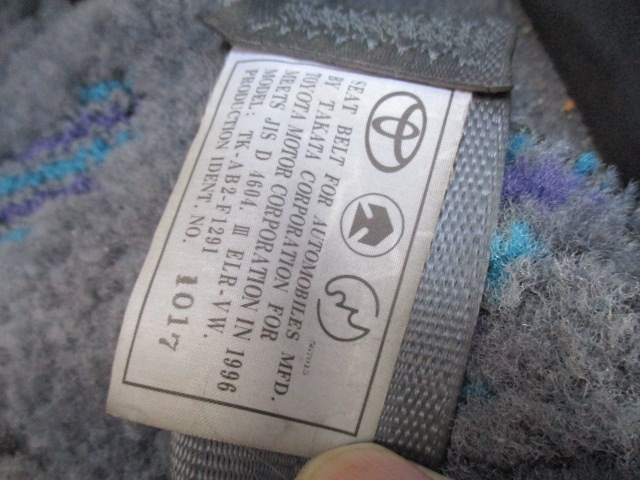 SEAT BELT FOR AUTOMOBILES MFD.
BY TAKATA CORPORATION FOR
TOYOTA MOTOR CORPORATION IN 1996
MEETS JIS D 4604. Ⅲ ELR-VW.
MODEL: TK-AB2-F1291
PRODUCTION IDENT. NO. 1017